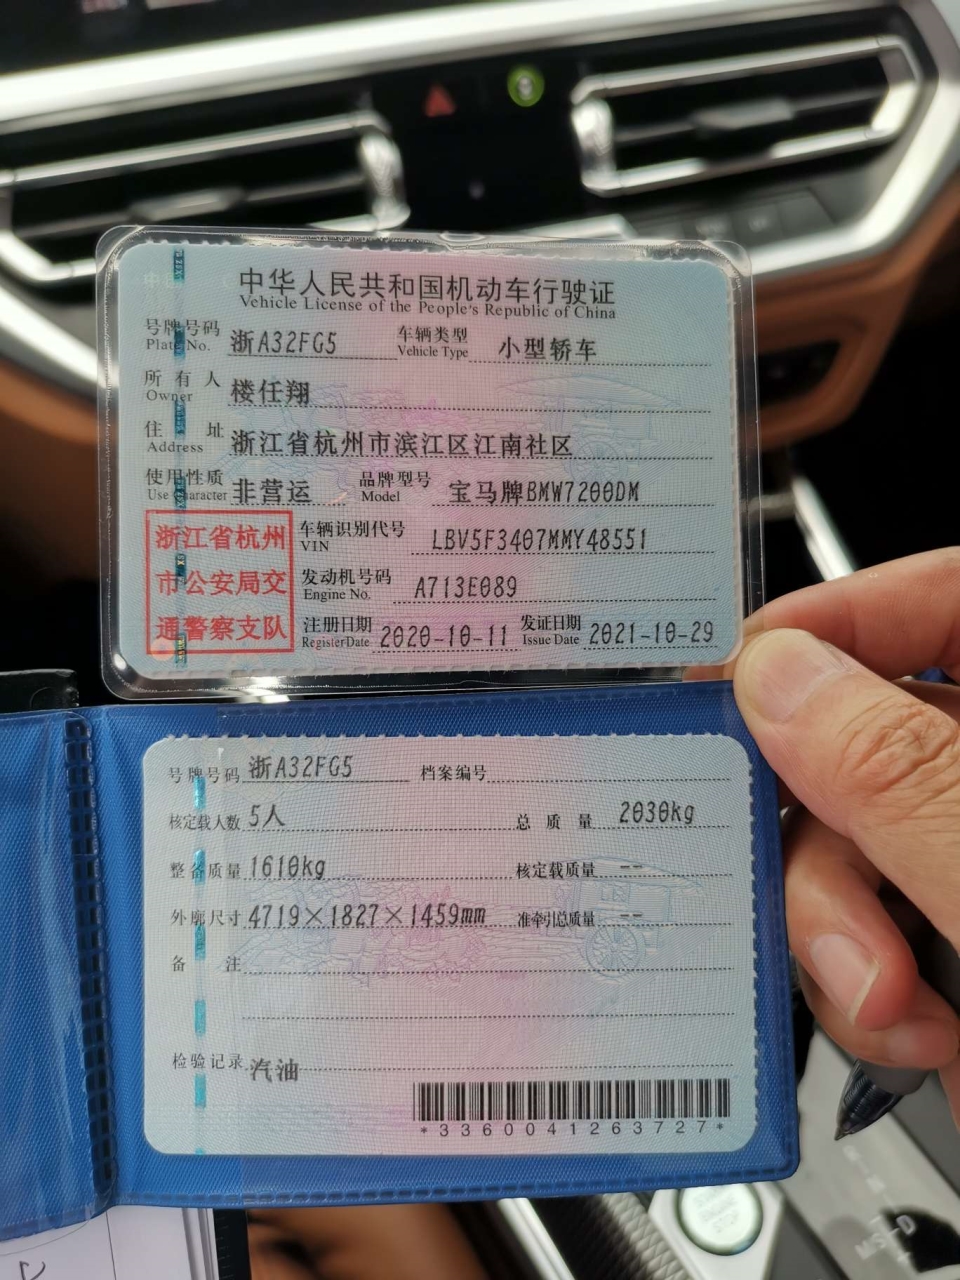 中华人民共和国机动车行驶证
Vehicle License of the People's Republic of China
号牌号码 浙A32FG5 车辆类型 小型轿车
Plate No. Vehicle Type
所有人 楼任翔
Owner
住址 浙江省杭州市滨江区江南社区
Address
使用性质 非营运 品牌型号 宝马牌BMW7200DM
Use Character Model
浙江省杭州
市公安局交
通警察支队
车辆识别代号 LBV5F3407MMY48551
VIN
发动机号码 A713E089
Engine No.
注册日期 2020-10-11 发证日期 2021-10-29
Register Date Issue Date
号牌号码 浙A32FG5 档案编号
核定载人数 5人 总质量 2030kg
整备质量 1610kg 核定载质量 --
外廓尺寸 4719×1827×1459mm 准牵引总质量 --
备注
检验记录 汽油
*3360041263727*
M/S D